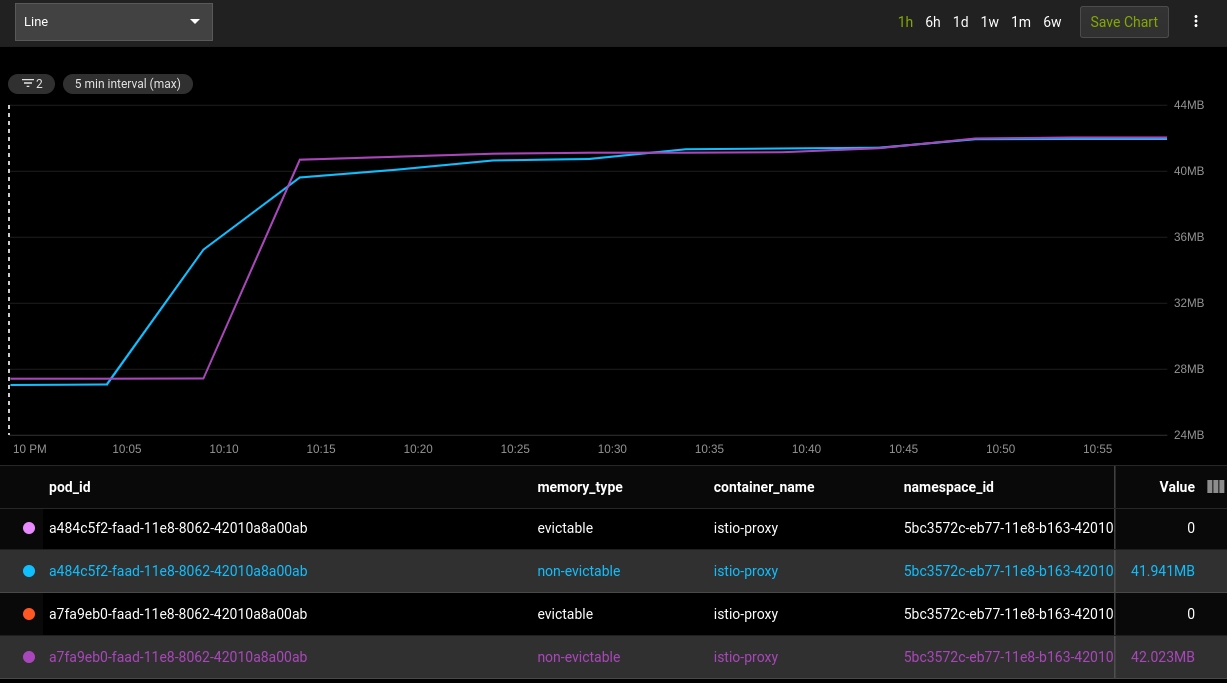 Line 1h 6h 1d 1w 1m 6w Save Chart
2 5 min interval (max)
44MB
40MB
36MB
32MB
28MB
24MB
10 PM 10:05 10:10 10:15 10:20 10:25 10:30 10:35 10:40 10:45 10:50 10:55
pod_id memory_type container_name namespace_id Value
a484c5f2-faad-11e8-8062-42010a8a00ab evictable istio-proxy 5bc3572c-eb77-11e8-b163-42010 0
a484c5f2-faad-11e8-8062-42010a8a00ab non-evictable istio-proxy 5bc3572c-eb77-11e8-b163-42010 41.941MB
a7fa9eb0-faad-11e8-8062-42010a8a00ab evictable istio-proxy 5bc3572c-eb77-11e8-b163-42010 0
a7fa9eb0-faad-11e8-8062-42010a8a00ab non-evictable istio-proxy 5bc3572c-eb77-11e8-b163-42010 42.023MB